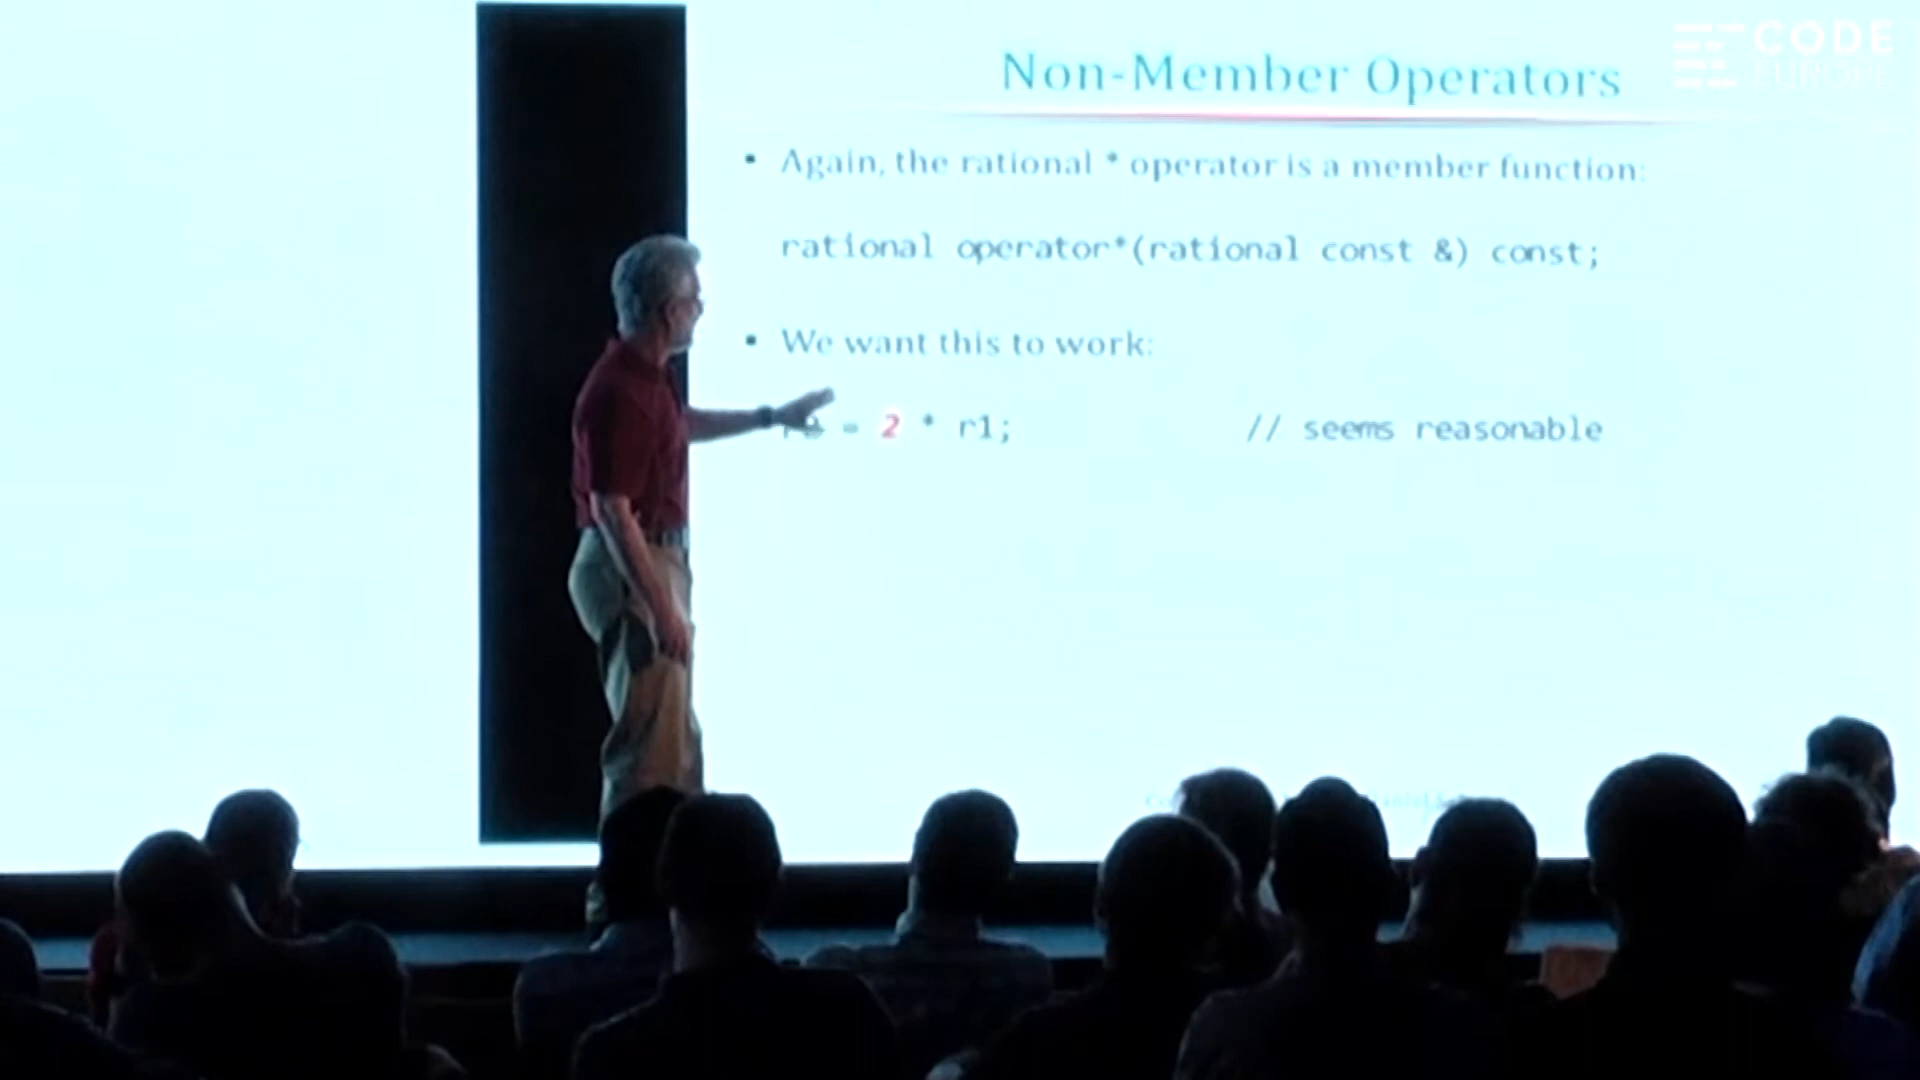 CODE
EUROPE
Non-Member Operators
• Again, the rational * operator is a member function:
rational operator*(rational const &) const;
• We want this to work:
= 2 * r1; // seems reasonable